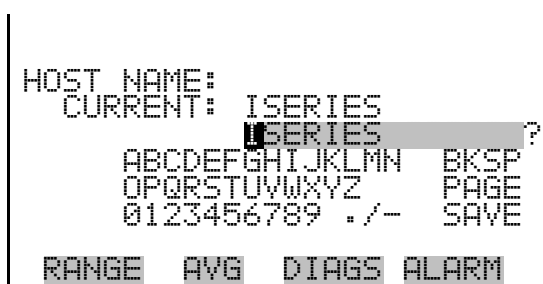 HOST NAME:
CURRENT: ISERIES
ISERIES ?
ABCDEFGHIJKLMN BKSP
OPQRSTUVWXYZ PAGE
0123456789 ./- SAVE
RANGE AVG DIAGS ALARM